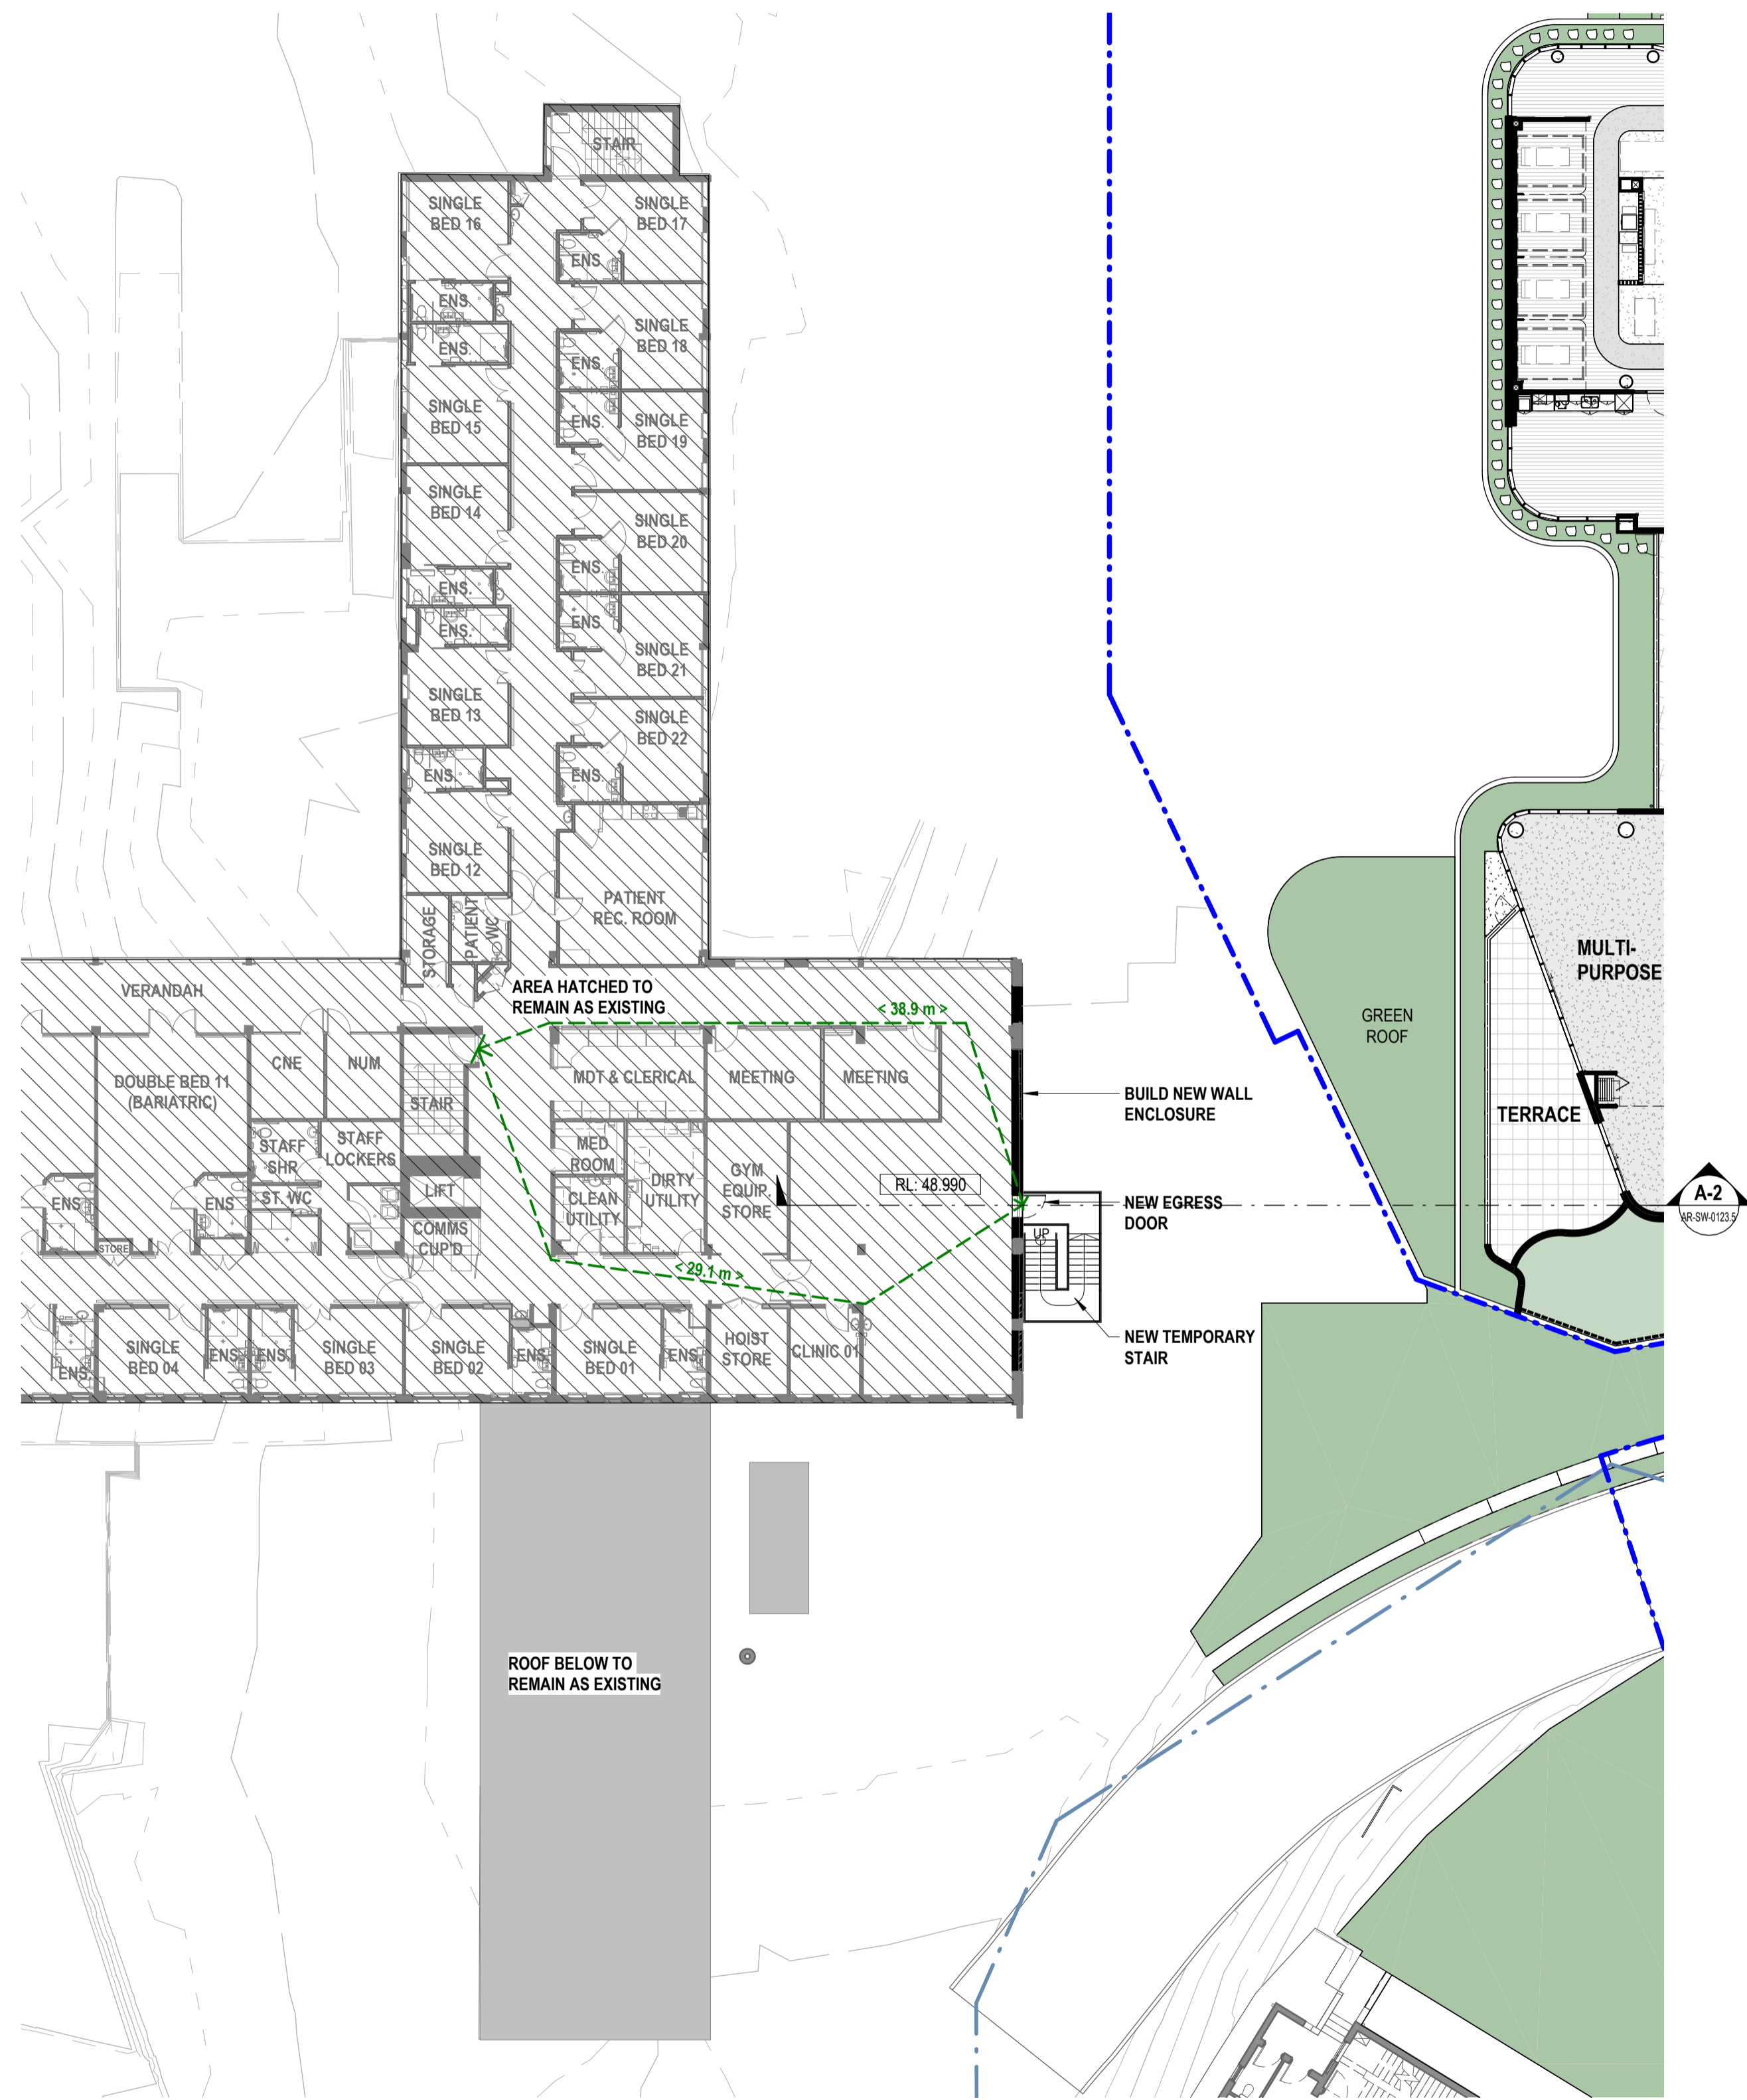 STAIR
SINGLE
BED 16
SINGLE
BED 17
ENS.
ENS.
ENS.
SINGLE
BED 18
ENS.
SINGLE
BED 15
ENS.
SINGLE
BED 19
SINGLE
BED 14
SINGLE
BED 20
ENS.
ENS.
ENS.
ENS.
SINGLE
BED 21
SINGLE
BED 13
SINGLE
BED 22
ENS.
ENS.
SINGLE
BED 12
PATIENT
REC. ROOM
STORAGE
PATIENT
WC
VERANDAH
AREA HATCHED TO
REMAIN AS EXISTING
< 38.9 m >
CNE
NUM
DOUBLE BED 11
(BARIATRIC)
STAIR
MDT & CLERICAL
MEETING
MEETING
STAFF
SHR
STAFF
LOCKERS
MED
ROOM
DIRTY
UTILITY
GYM
EQUIP.
STORE
RL: 48.990
ENS
ENS
ST. WC
LIFT
CLEAN
UTILITY
COMMS
CUP'D
STORE
UP
< 29.1 m >
ENS.
SINGLE
BED 04
ENS.
ENS.
SINGLE
BED 03
SINGLE
BED 02
ENS.
SINGLE
BED 01
ENS.
HOIST
STORE
CLINIC 01
BUILD NEW WALL
ENCLOSURE
NEW EGRESS
DOOR
NEW TEMPORARY
STAIR
GREEN
ROOF
MULTI-
PURPOSE
TERRACE
A-2
AR-SW-0123.5
ROOF BELOW TO
REMAIN AS EXISTING